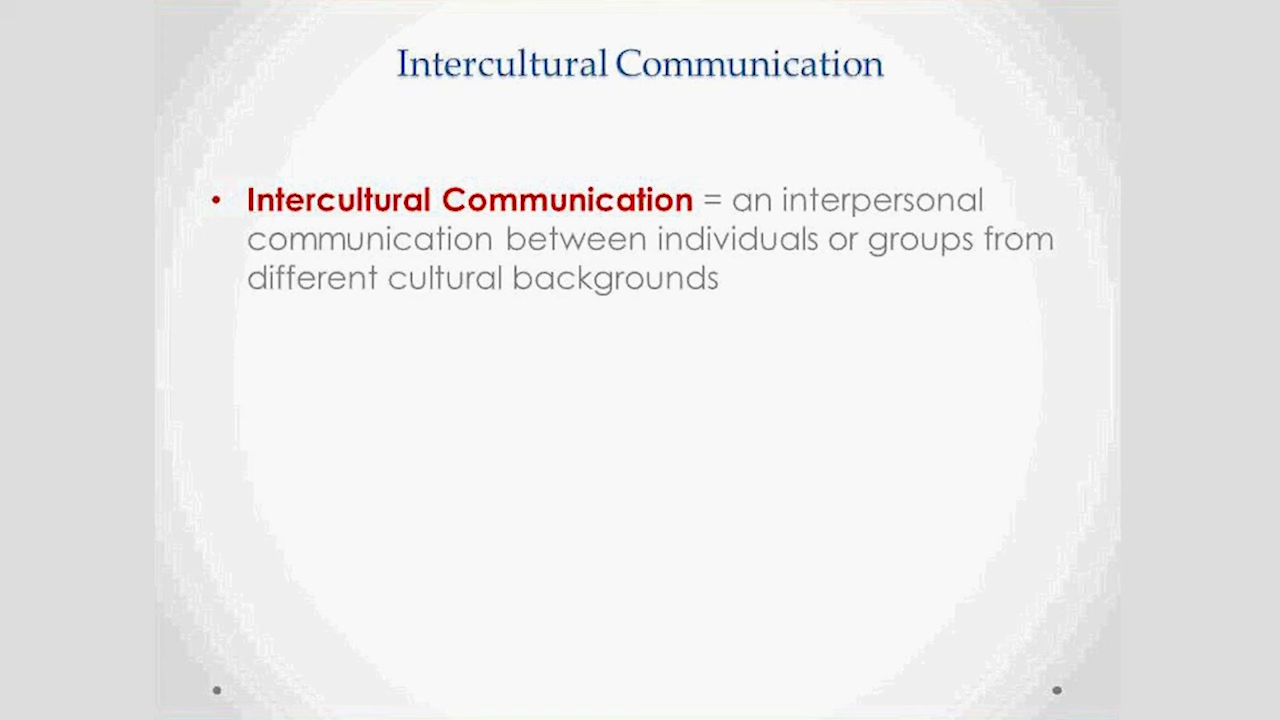 Intercultural Communication
• Intercultural Communication = an interpersonal
communication between individuals or groups from
different cultural backgrounds